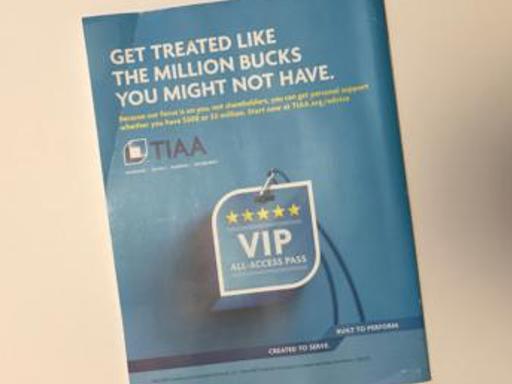 GET TREATED LIKE
THE MILLION BUCKS
YOU MIGHT NOT HAVE.
Because our focus is on you, not shareholders, you can get personal support
whether you have $500 or $5 million. Start now at TIAA.org/advice
TIAA
VIP
ALL-ACCESS PASS
BUILT TO PERFORM.
CREATED TO SERVE.